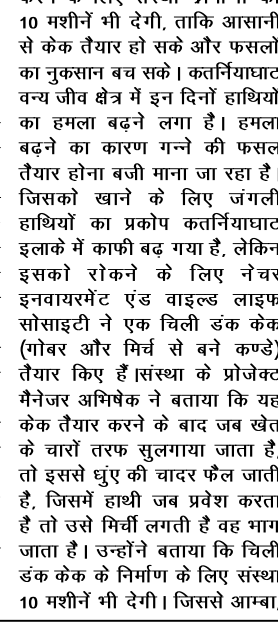 10 मशीनें भी देगी, ताकि आसानी
से केक तैयार हो सके और फसलों
का नुकसान बच सके। कतर्नियाघाट
वन्य जीव क्षेत्र में इन दिनों हाथियों
का हमला बढ़ने लगा है। हमला
बढ़ने का कारण गन्ने की फसल
तैयार होना बजी माना जा रहा है।
जिसको खाने के लिए जंगली
हाथियों का प्रकोप कतर्नियाघाट
इलाके में काफी बढ़ गया है, लेकिन
इसको रोकने के लिए नेचर
इनवायरमेंट एंड वाइल्ड लाइफ
सोसाइटी ने एक चिली डंक केक
(गोबर और मिर्च से बने कण्डे)
तैयार किए हैं।संस्था के प्रोजेक्ट
मैनेजर अभिषेक ने बताया कि यह
केक तैयार करने के बाद जब खेत
के चारों तरफ सुलगाया जाता है,
तो इससे धुंए की चादर फैल जाती
है, जिसमें हाथी जब प्रवेश करता
है तो उसे मिर्ची लगती है वह भाग
जाता है। उन्होंने बताया कि चिली
डंक केक के निर्माण के लिए संस्था
10 मशीनें भी देगी। जिससे आम्बा,